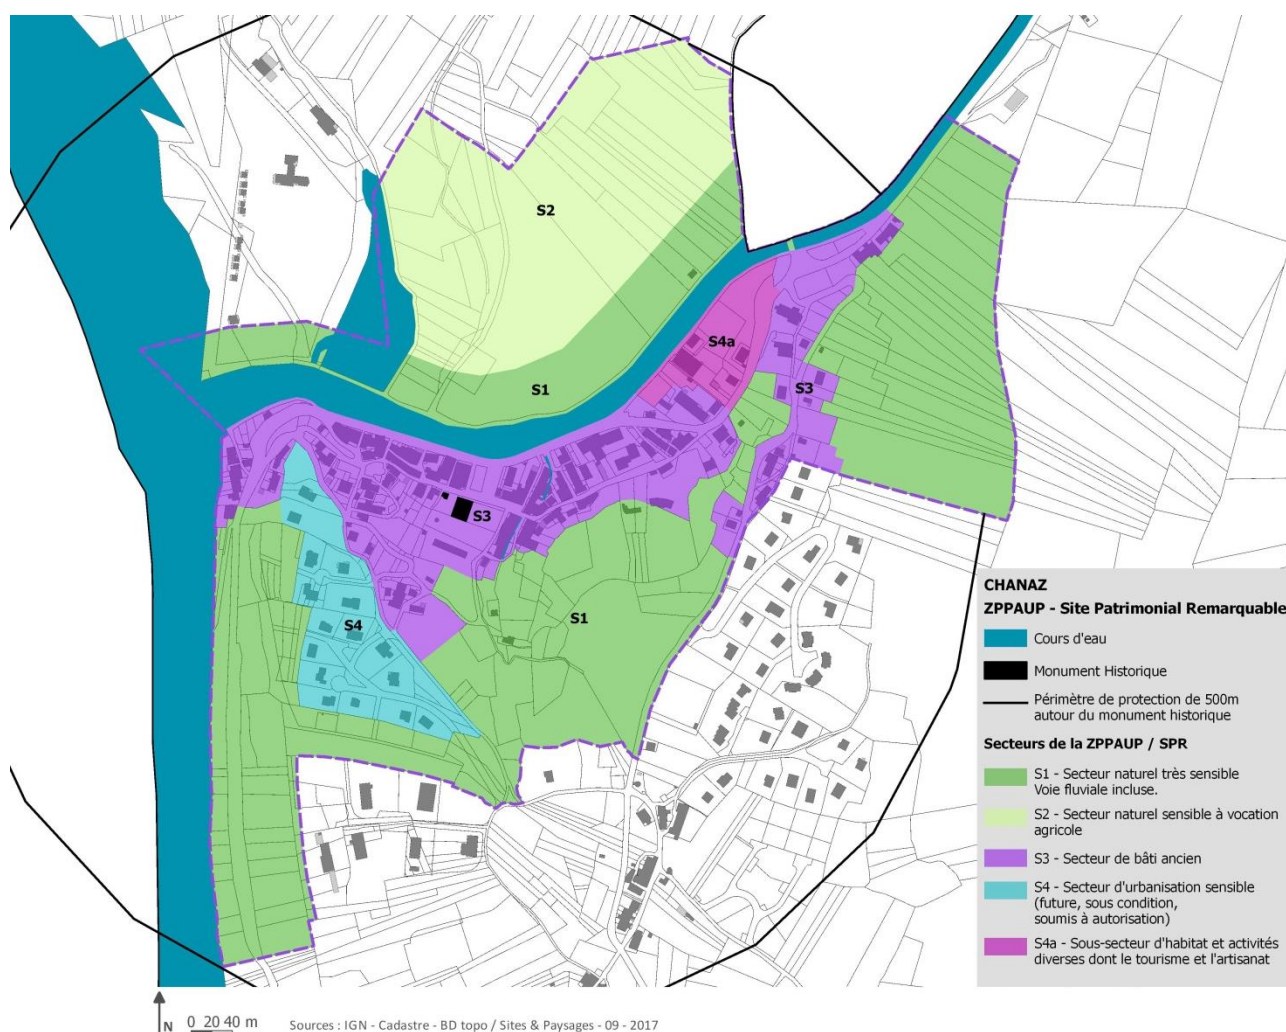 S2
S4a
S1
S3
S3
S1
S4
CHANAZ
ZPPAUP - Site Patrimonial Remarquable
Cours d'eau
Monument Historique
Périmètre de protection de 500m
autour du monument historique
Secteurs de la ZPPAUP / SPR
S1 - Secteur naturel très sensible
Voie fluviale incluse.
S2 - Secteur naturel sensible à vocation
agricole
S3 - Secteur de bâti ancien
S4 - Secteur d'urbanisation sensible
(future, sous condition,
soumis à autorisation)
S4a - Sous-secteur d'habitat et activités
diverses dont le tourisme et l'artisanat
N
0 20 40 m
Sources : IGN - Cadastre - BD topo / Sites & Paysages - 09 - 2017